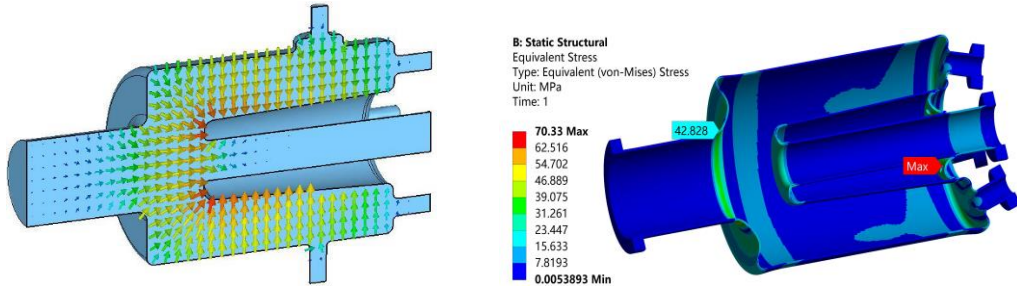 B: Static Structural
Equivalent Stress
Type: Equivalent (von-Mises) Stress
Unit: MPa
Time: 1
70.33 Max
62.516
54.702
46.889
39.075
31.261
22.447
15.633
7.8193
0.0053893 Min
42.828
Max